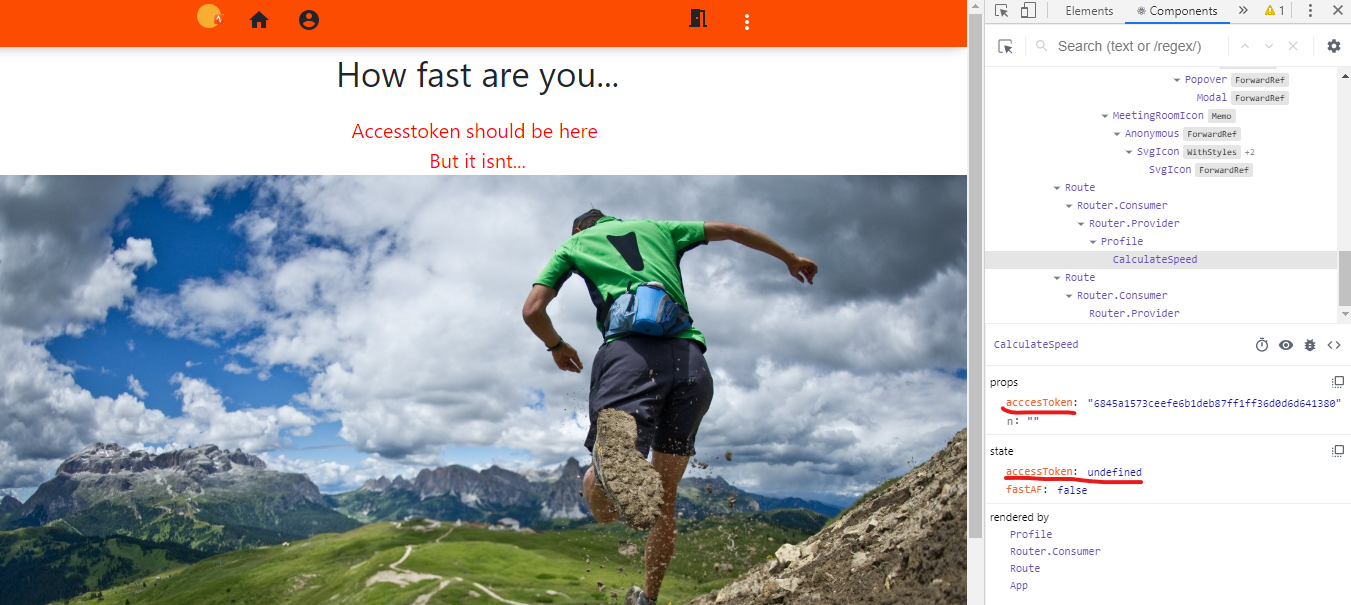 Elements
Components
1
Search (text or /regex/)
How fast are you...
Accesstoken should be here
But it isnt...
Popover ForwardRef
Modal ForwardRef
MeetingRoomIcon Memo
Anonymous ForwardRef
SvgIcon WithStyles +2
SvgIcon ForwardRef
Route
Router.Consumer
Router.Provider
Profile
CalculateSpeed
Route
Router.Consumer
Router.Provider
CalculateSpeed
props
acccesToken: "6845a1573ceefe6b1deb87ff1ff36d0d6d641380"
n: ""
state
accessToken: undefined
fastAF: false
rendered by
Profile
Router.Consumer
Route
App